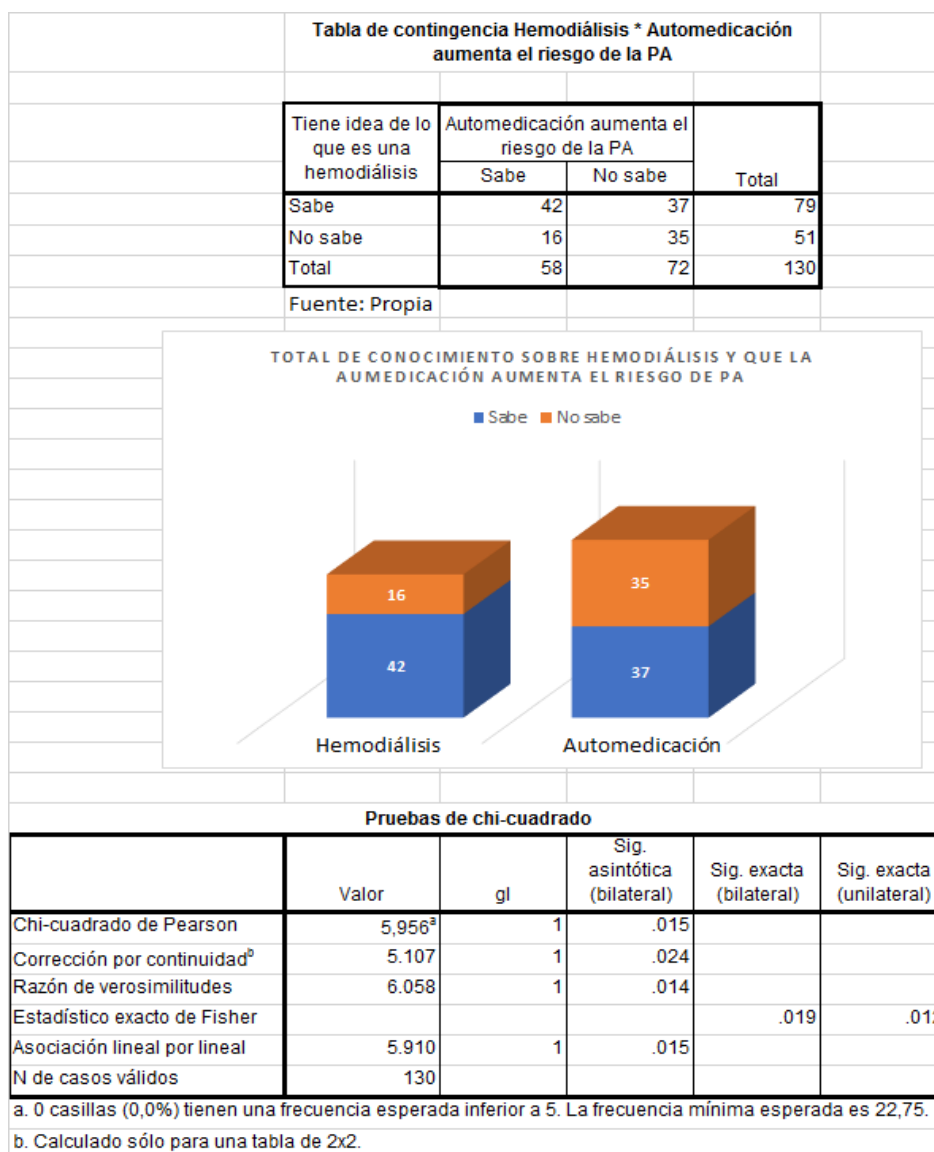 Tabla de contingencia Hemodiálisis * Automedicación
aumenta el riesgo de la PA
Tiene idea de lo que es una hemodiálisis Automedicación aumenta el riesgo de la PA Total
Sabe No sabe
Sabe 42 37 79
No sabe 16 35 51
Total 58 72 130
Fuente: Propia
TOTAL DE CONOCIMIENTO SOBRE HEMODIÁLISIS Y QUE LA
AUMEDICACIÓN AUMENTA EL RIESGO DE PA
Sabe No sabe
16 35
42 37
Hemodiálisis Automedicación
Pruebas de chi-cuadrado
Valor gl Sig. asintótica (bilateral) Sig. exacta (bilateral) Sig. exacta (unilateral)
Chi-cuadrado de Pearson 5,956ª 1 .015
Corrección por continuidadᵇ 5.107 1 .024
Razón de verosimilitudes 6.058 1 .014
Estadístico exacto de Fisher .019
Asociación lineal por lineal 5.910 1 .015
N de casos válidos 130
a. 0 casillas (0,0%) tienen una frecuencia esperada inferior a 5. La frecuencia mínima esperada es 22,75.
b. Calculado sólo para una tabla de 2x2.